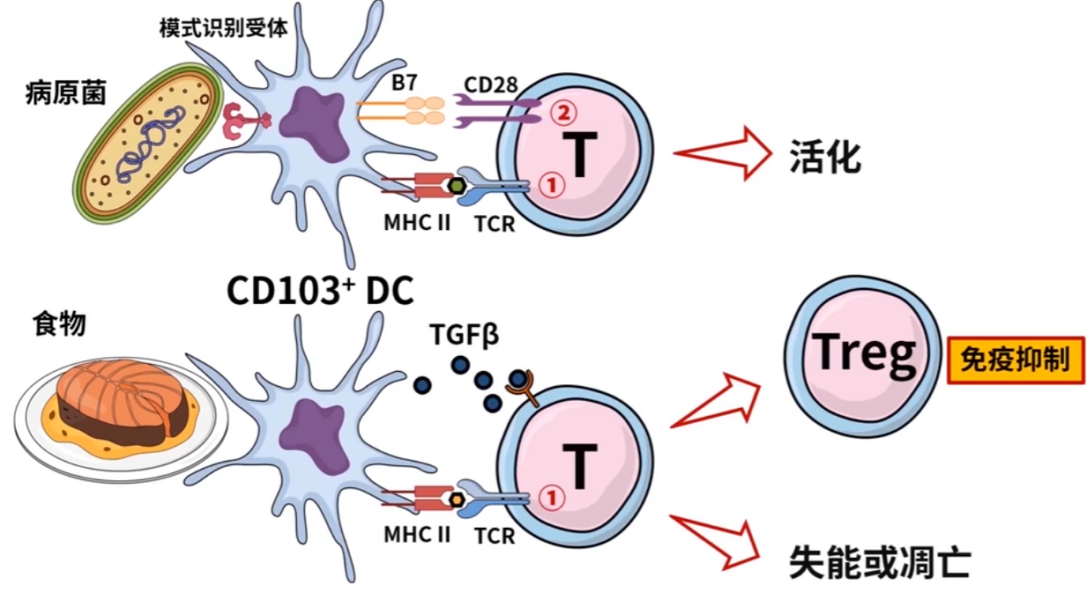 模式识别受体
病原菌
B7
CD28
②
T
①
MHC II
TCR
活化
CD103⁺ DC
食物
TGFβ
T
①
MHC II
TCR
Treg
免疫抑制
失能或凋亡